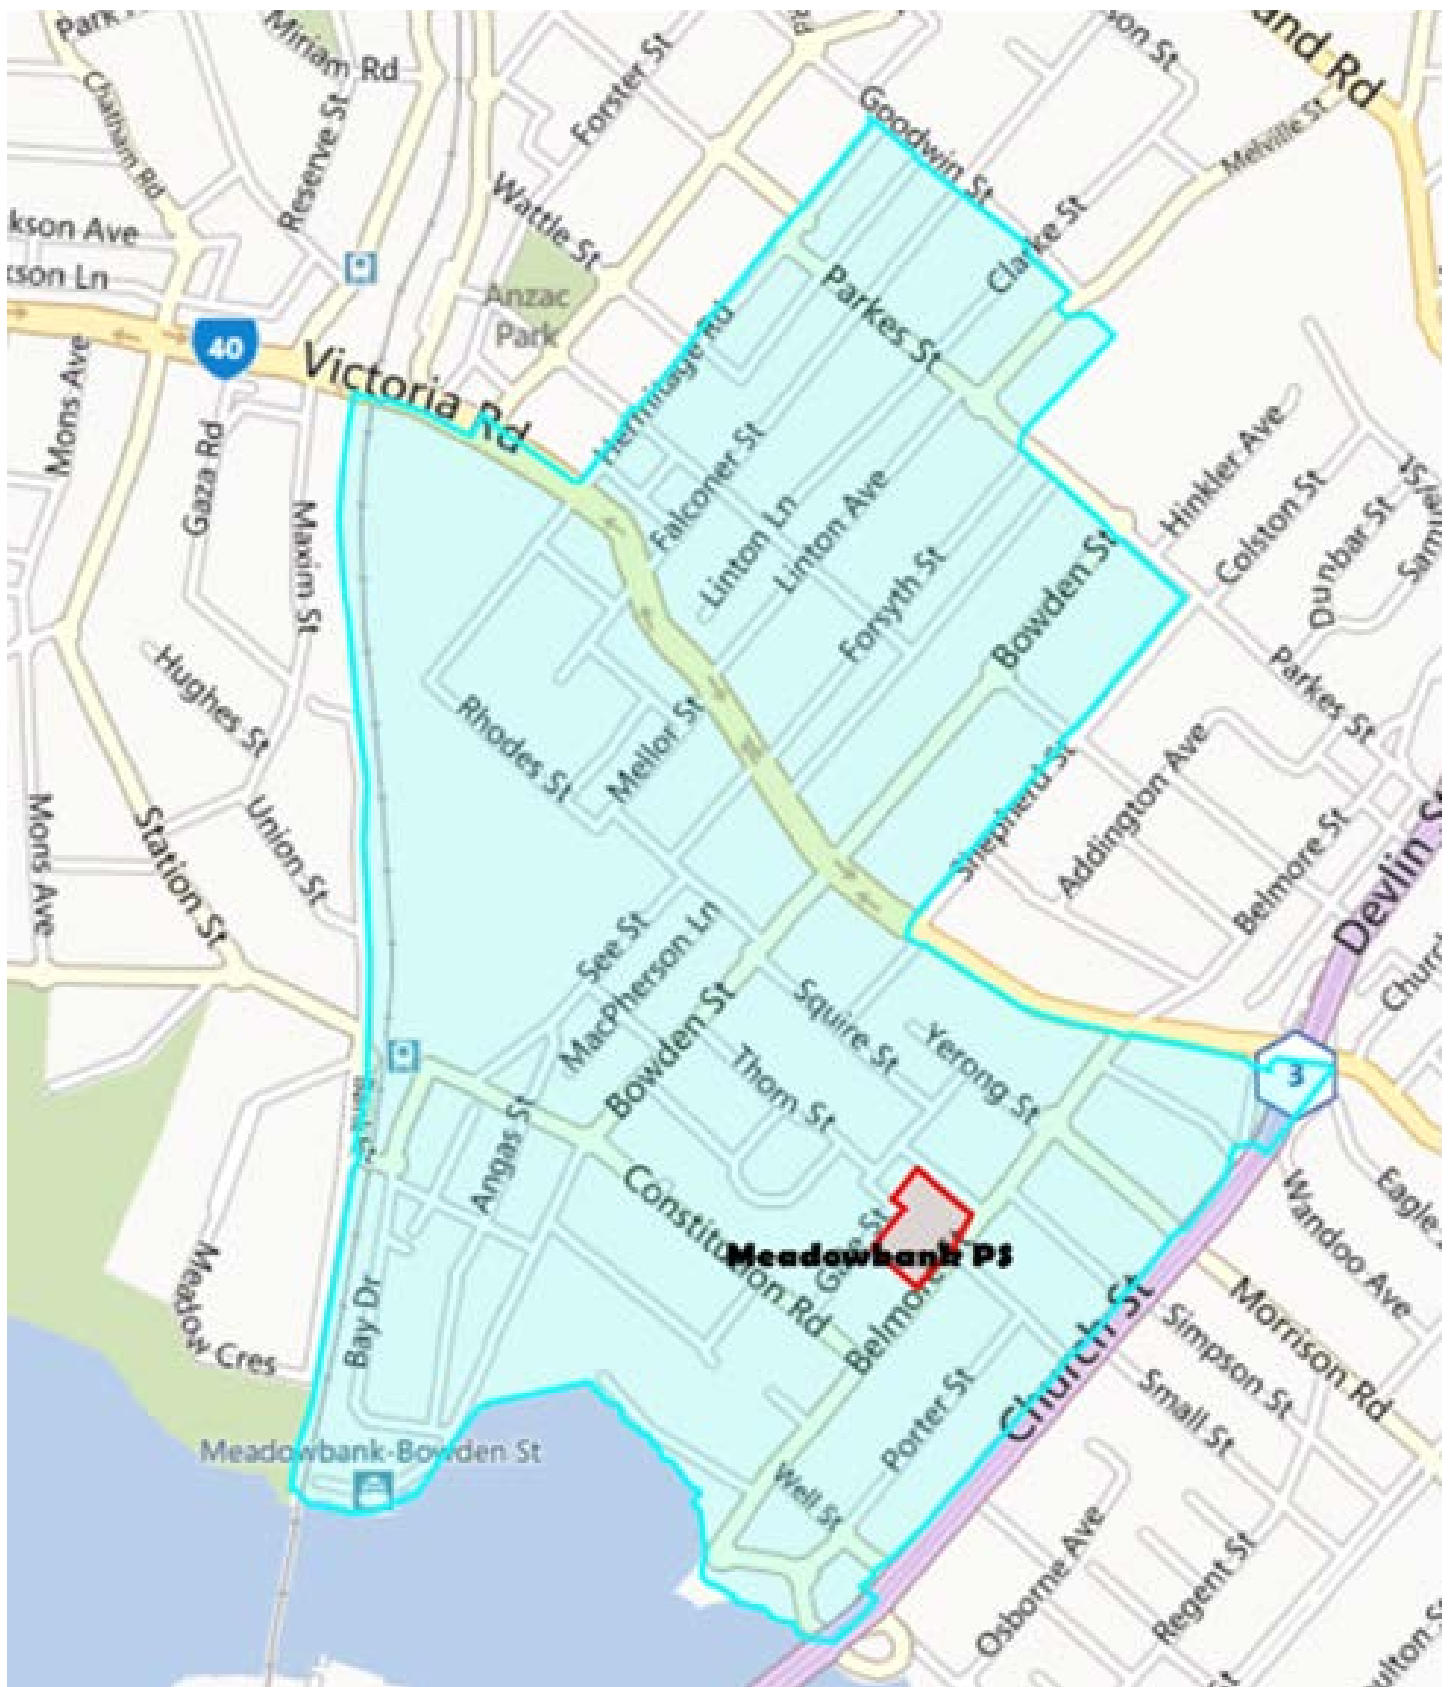 Miriam Rd
Forster St
Goodwin St
and Rd
Chatham Rd
Reserve St
Melville St
Wattle St
kson Ave
Clarke St
kson Ln
Anzac
Park
Parkes St
40
Victoria Rd
Hermitage Rd
Mons Ave
Gaza Rd
Falconer St
Hinkler Ave
Colston St
Maxim St
Linton Ln
Linton Ave
Dunbar St
Forsyth St
Bowden St
Hughes St
Parkes St
Rhodes St
Mellor St
Shepherd St
Addington Ave
Mons Ave
Station St
Union St
Belmore St
Devlin St
See St
MacPherson Ln
Bowden St
Squire St
Yerong St
Thom St
3
Angas St
Constitution Rd
Meadowbank PS
Wandoo Ave
Eagle
Meadow Cres
Bay Dr
Belmore
Church St
Simpson St
Morrison Rd
Small St
Porter St
Meadowbank-Bowden St
Well St
Osborne Ave
Regent St